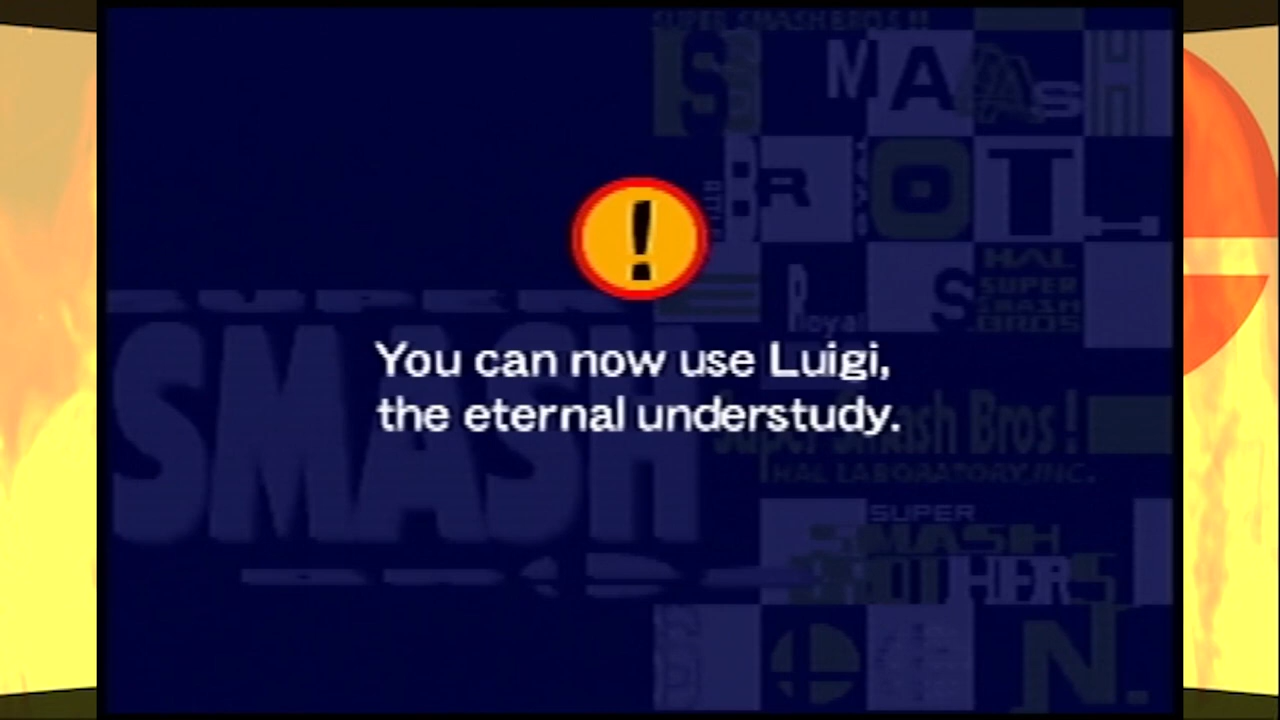 SUPER SMASH BROS.!!
S M A S H
B R O T H
E R S
Royal
HAL
SUPER
SMASH
BROS
SUPER
SMASH
You can now use Luigi,
the eternal understudy.
Super Smash Bros!
HAL LABORATORY,INC.
SUPER
SMASH
BROTHERS
N.